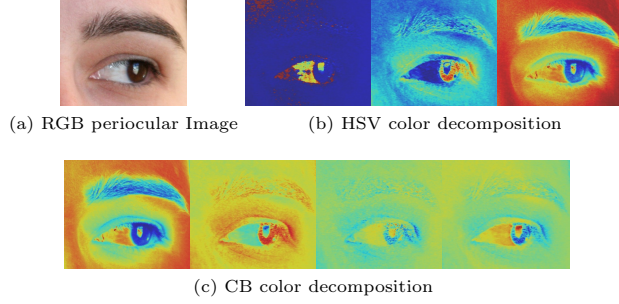 (a) RGB periocular Image
(b) HSV color decomposition
(c) CB color decomposition